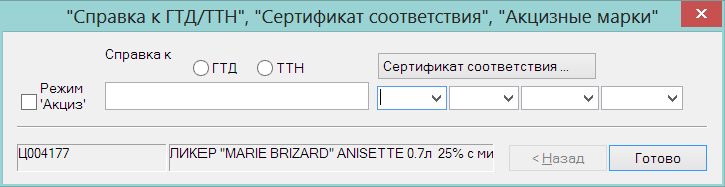 "Справка к ГТД/ТТН", "Сертификат соответствия", "Акцизные марки"
Справка к
ГТД
ТТН
Сертификат соответствия ...
Режим
'Акциз'
Ц004177
ЛИКЕР "MARIE BRIZARD" ANISETTE 0.7л 25% с ми
< Назад
Готово